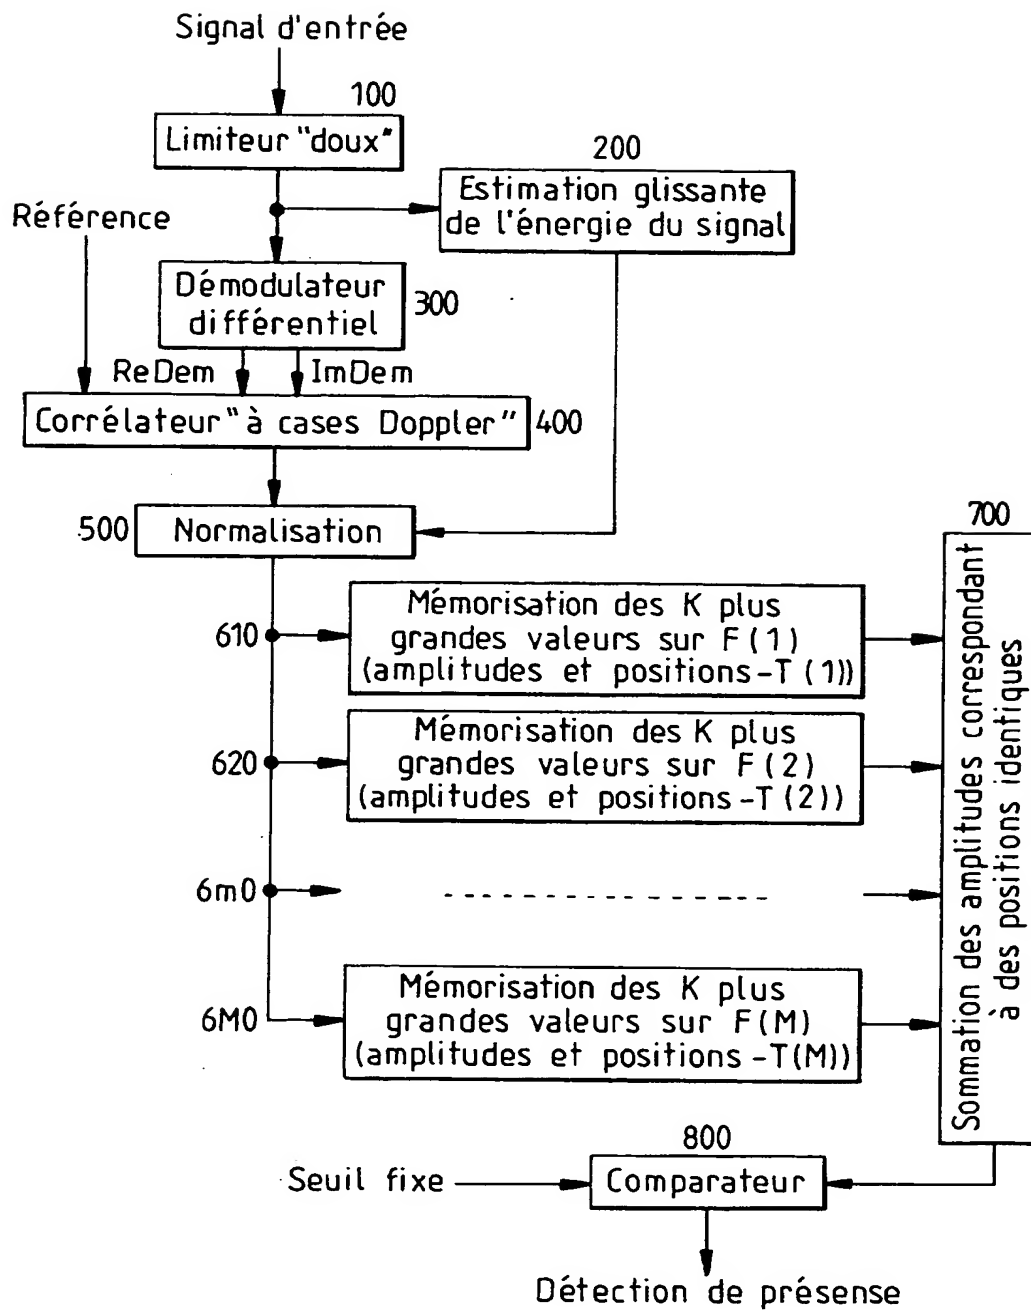 Signal d'entrée
100
Limiteur "doux"
200
Estimation glissante
de l'énergie du signal
Référence
Démodulateur
différentiel
300
ReDem
ImDem
Corrélateur "à cases Doppler"
400
500
Normalisation
700
610
Mémorisation des K plus
grandes valeurs sur F(1)
(amplitudes et positions -T(1))
620
Mémorisation des K plus
grandes valeurs sur F(2)
(amplitudes et positions -T(2))
6m0
6M0
Mémorisation des K plus
grandes valeurs sur F(M)
(amplitudes et positions -T(M))
Sommation des amplitudes correspondant
à des positions identiques
800
Seuil fixe
Comparateur
Détection de présense